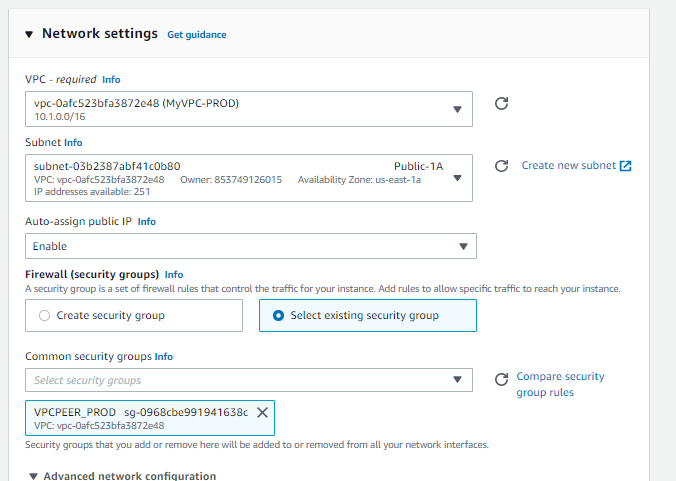 Network settings Get guidance
VPC - required Info
vpc-0afc523bfa3872e48 (MyVPC-PROD)
10.1.0.0/16
Subnet Info
subnet-03b2387abf41c0b80 Public-1A
VPC: vpc-0afc523bfa3872e48 Owner: 853749126015 Availability Zone: us-east-1a
IP addresses available: 251
Create new subnet
Auto-assign public IP Info
Enable
Firewall (security groups) Info
A security group is a set of firewall rules that control the traffic for your instance. Add rules to allow specific traffic to reach your instance.
Create security group
Select existing security group
Common security groups Info
Select security groups
Compare security
group rules
VPCPEER_PROD sg-0968cbe991941638c
VPC: vpc-0afc523bfa3872e48
Security groups that you add or remove here will be added to or removed from all your network interfaces.
Advanced network configuration